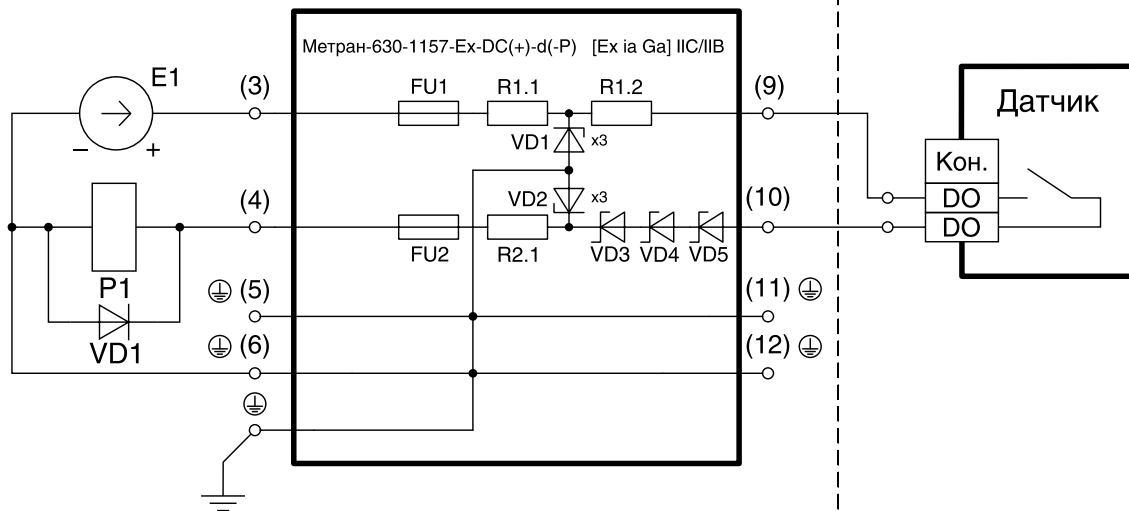 Метран-630-1157-Ex-DC(+)-d(-P) [Ex ia Ga] IIC/IIB
E1
(3)
FU1
R1.1
R1.2
(9)
Датчик
− +
VD1 x3
Кон.
DO
DO
VD2 x3
(4)
(10)
FU2
R2.1
VD3
VD4
VD5
P1
(5)
(11)
VD1
(6)
(12)